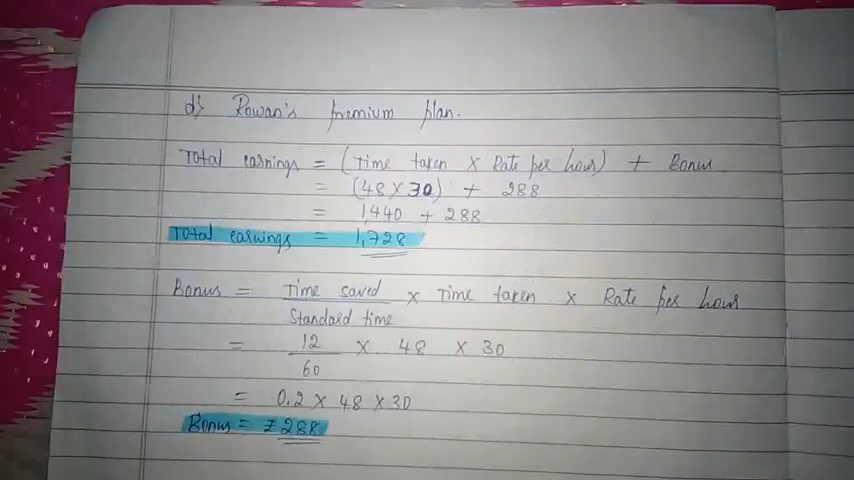 d) Rowan's premium plan.
Total earnings = (Time taken X Rate per hour) + Bonus
= (48 X 30) + 288
= 1,440 + 288
Total earnings = 1,728
Bonus = Time saved / Standard time X Time taken X Rate per hour
= 12 / 60 X 48 X 30
= 0.2 X 48 X 30
Bonus = ₹ 288